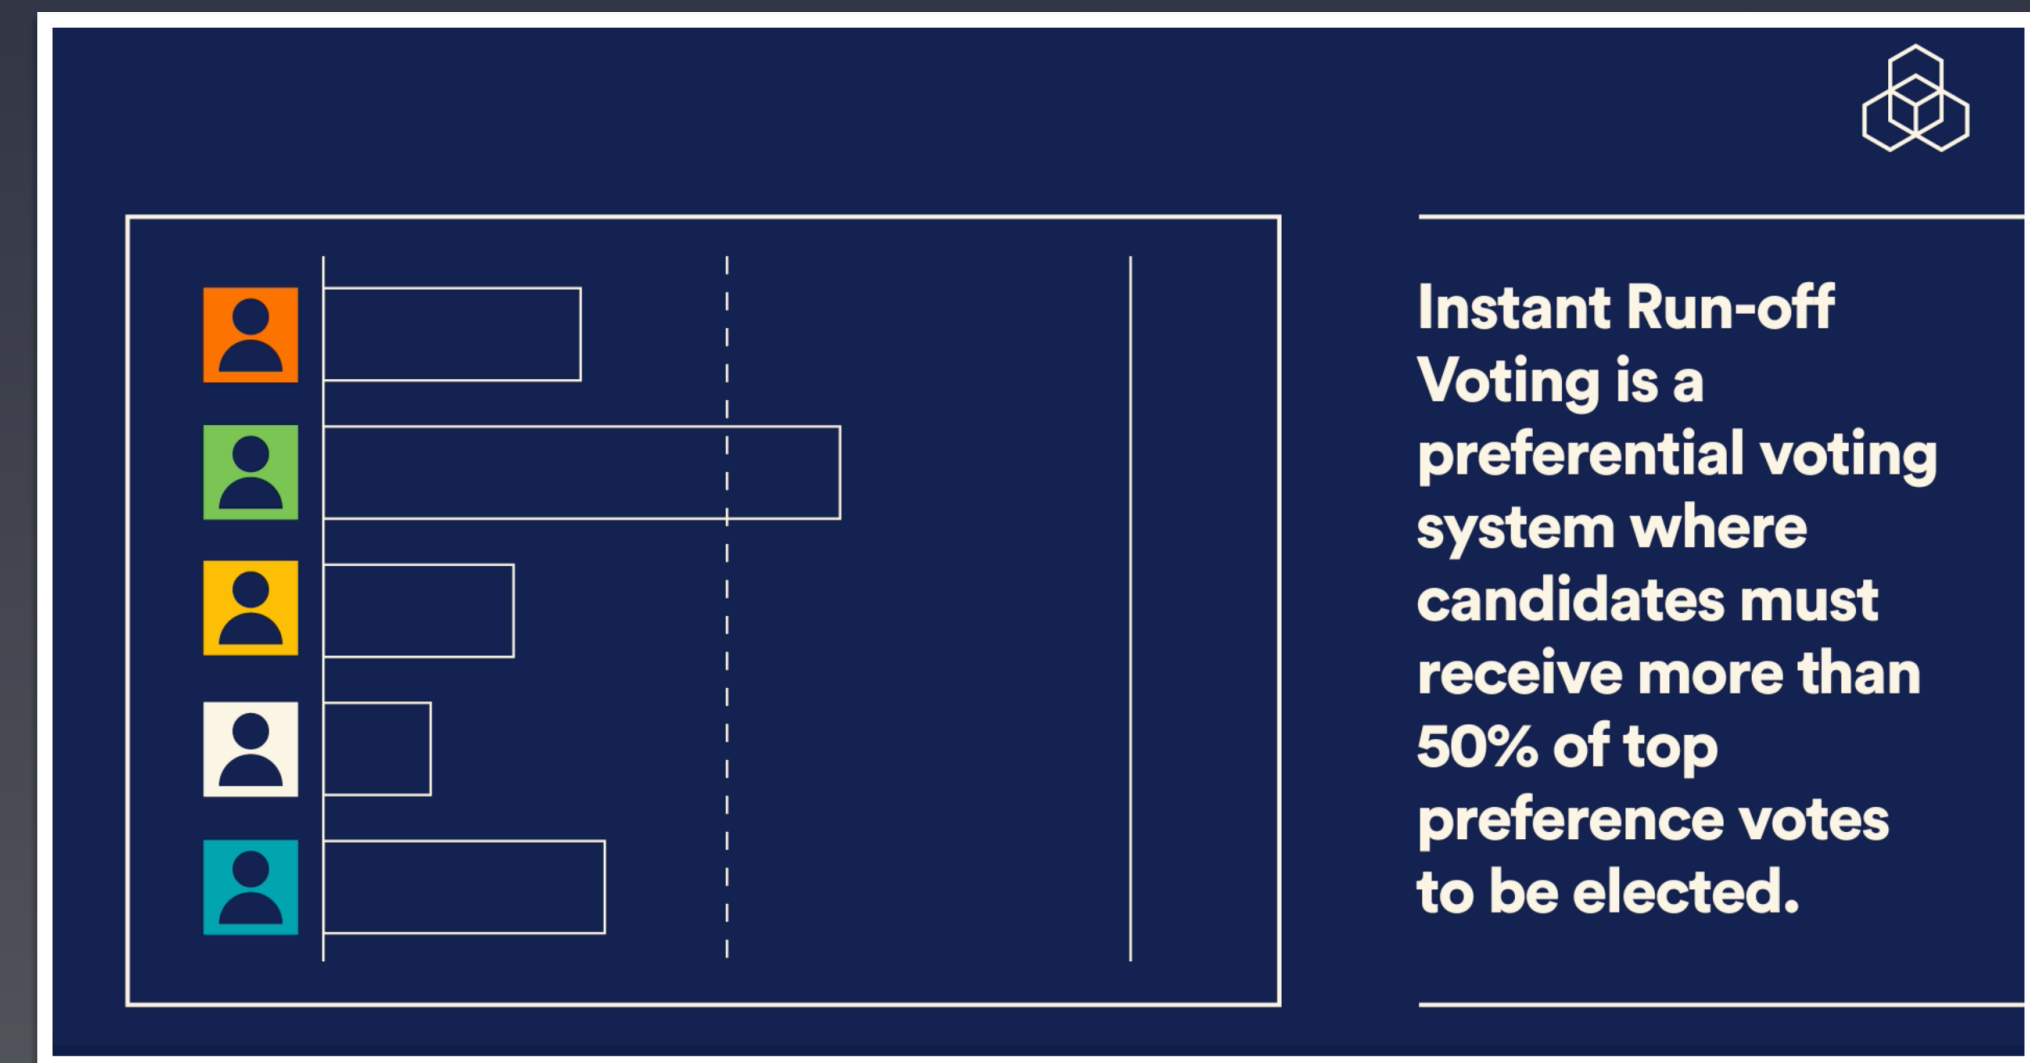 Instant Run-off
Voting is a
preferential voting
system where
candidates must
receive more than
50% of top
preference votes
to be elected.